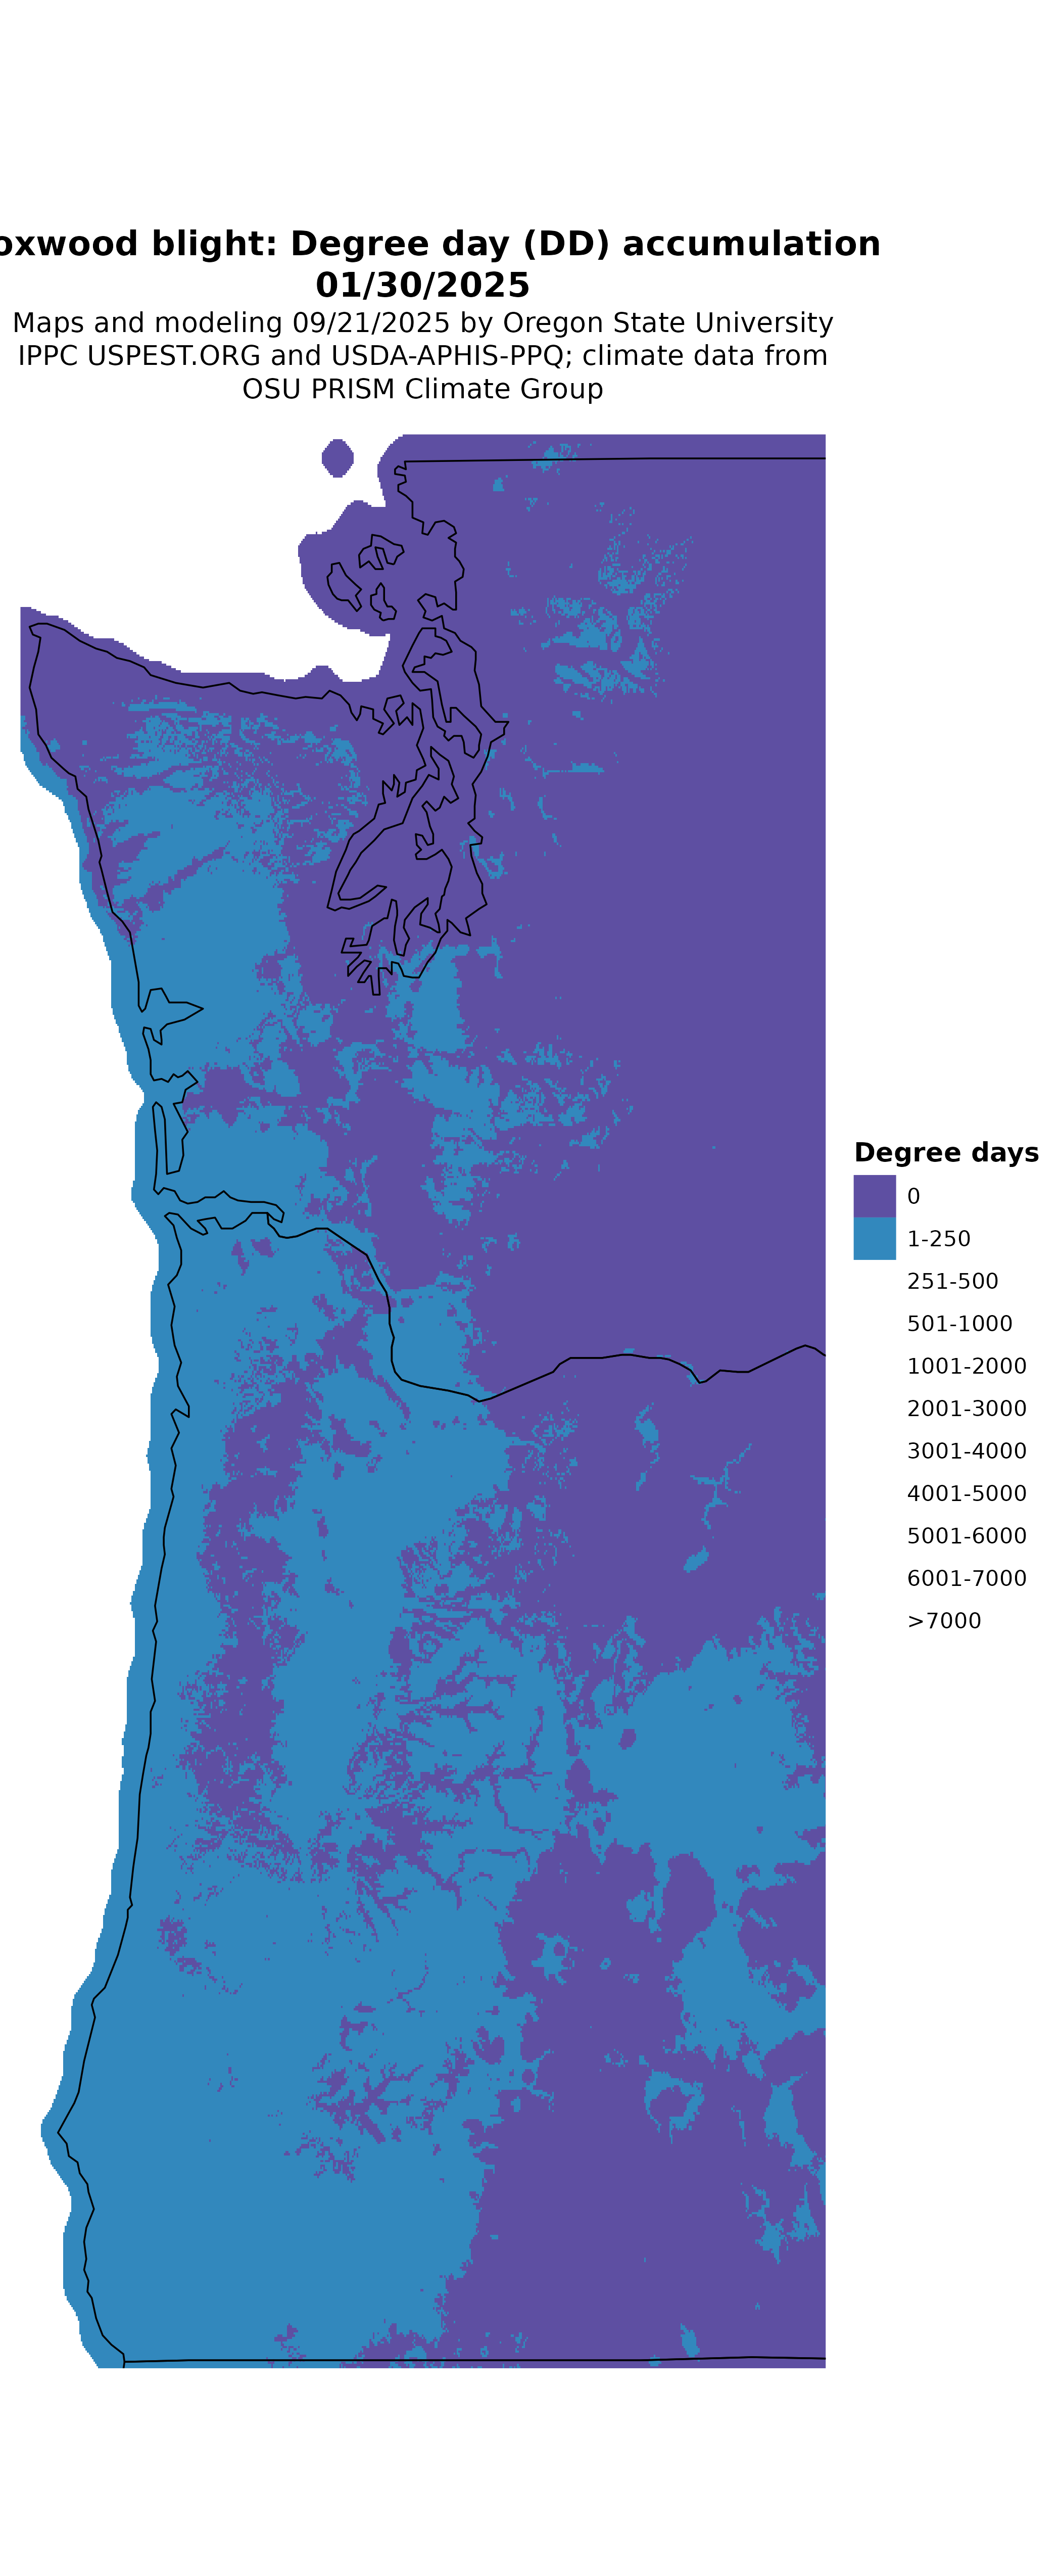 oxwood blight: Degree day (DD) accumulation
01/30/2025
Maps and modeling 09/21/2025 by Oregon State University
IPPC USPEST.ORG and USDA-APHIS-PPQ; climate data from
OSU PRISM Climate Group
Degree days
0
1-250
251-500
501-1000
1001-2000
2001-3000
3001-4000
4001-5000
5001-6000
6001-7000
>7000